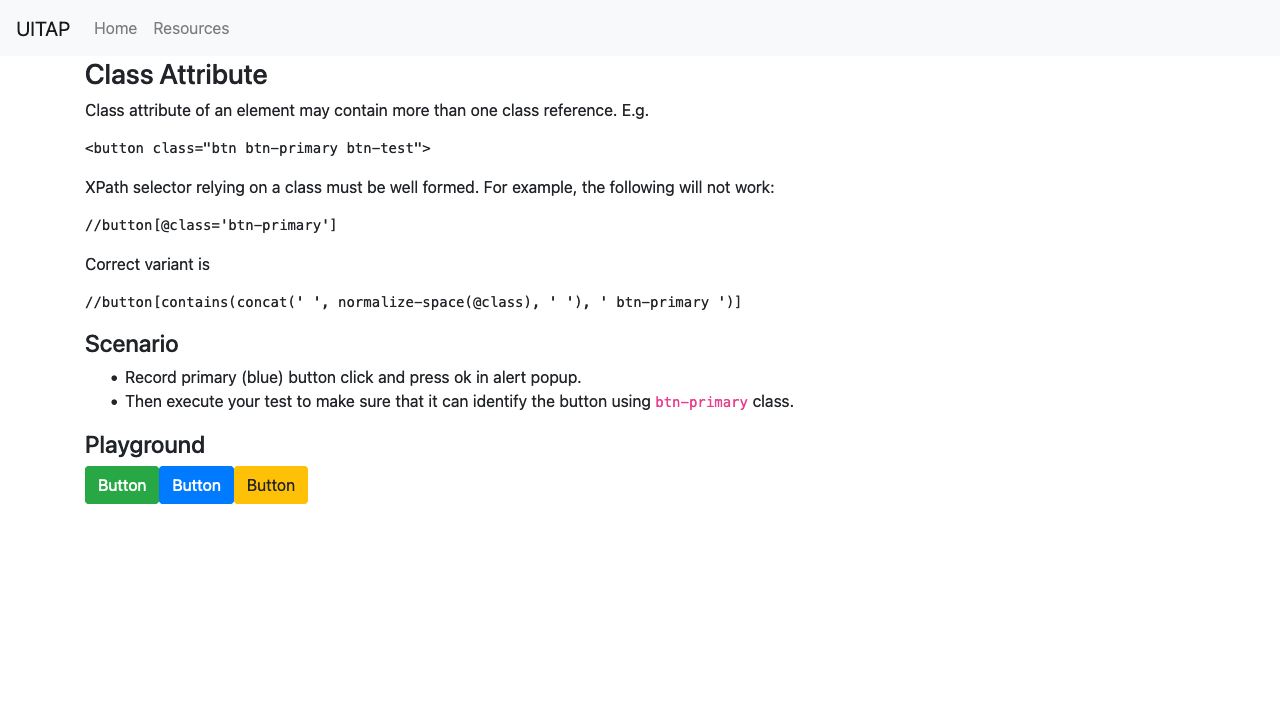 UITAP Home Resources
Class Attribute
Class attribute of an element may contain more than one class reference. E.g.
<button class="btn btn-primary btn-test">
XPath selector relying on a class must be well formed. For example, the following will not work:
//button[@class='btn-primary']
Correct variant is
//button[contains(concat(' ', normalize-space(@class), ' '), ' btn-primary ')]
Scenario
• Record primary (blue) button click and press ok in alert popup.
• Then execute your test to make sure that it can identify the button using btn-primary class.
Playground
Button Button Button